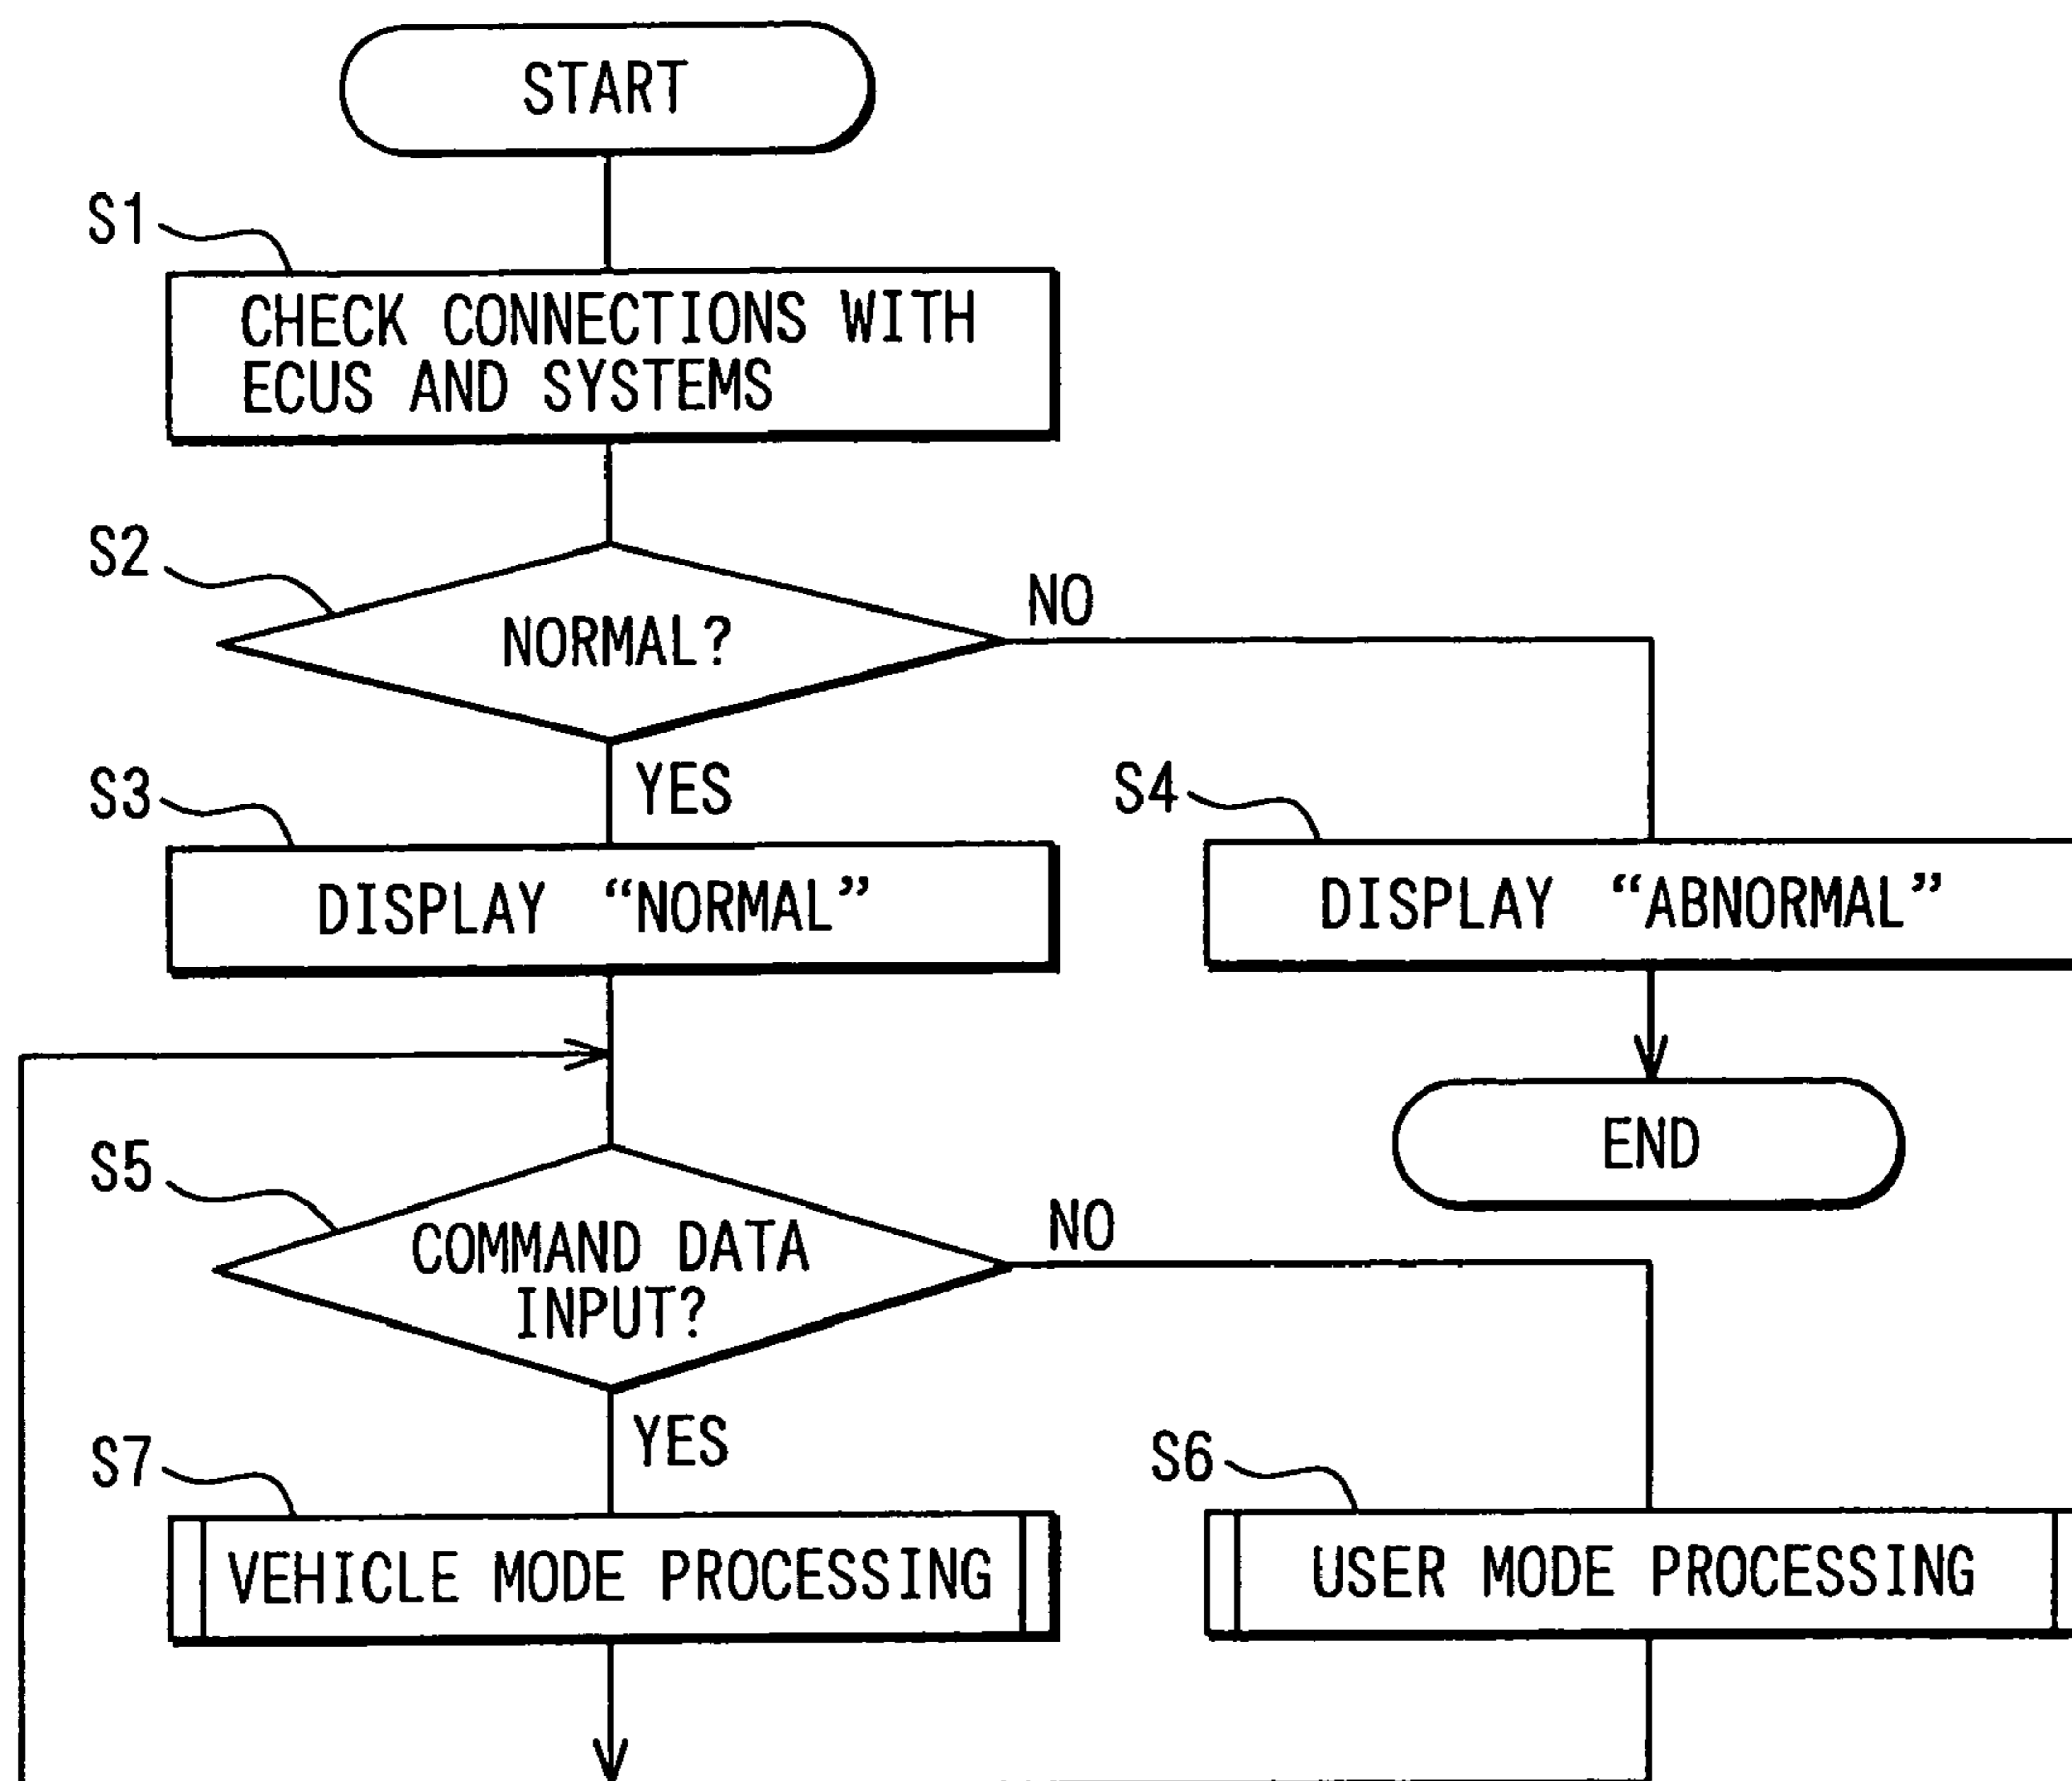 START
S1
CHECK CONNECTIONS WITH
ECUS AND SYSTEMS
S2
NORMAL?
NO
YES
S3
DISPLAY “NORMAL”
S4
DISPLAY “ABNORMAL”
END
S5
COMMAND DATA
INPUT?
NO
YES
S7
VEHICLE MODE PROCESSING
S6
USER MODE PROCESSING